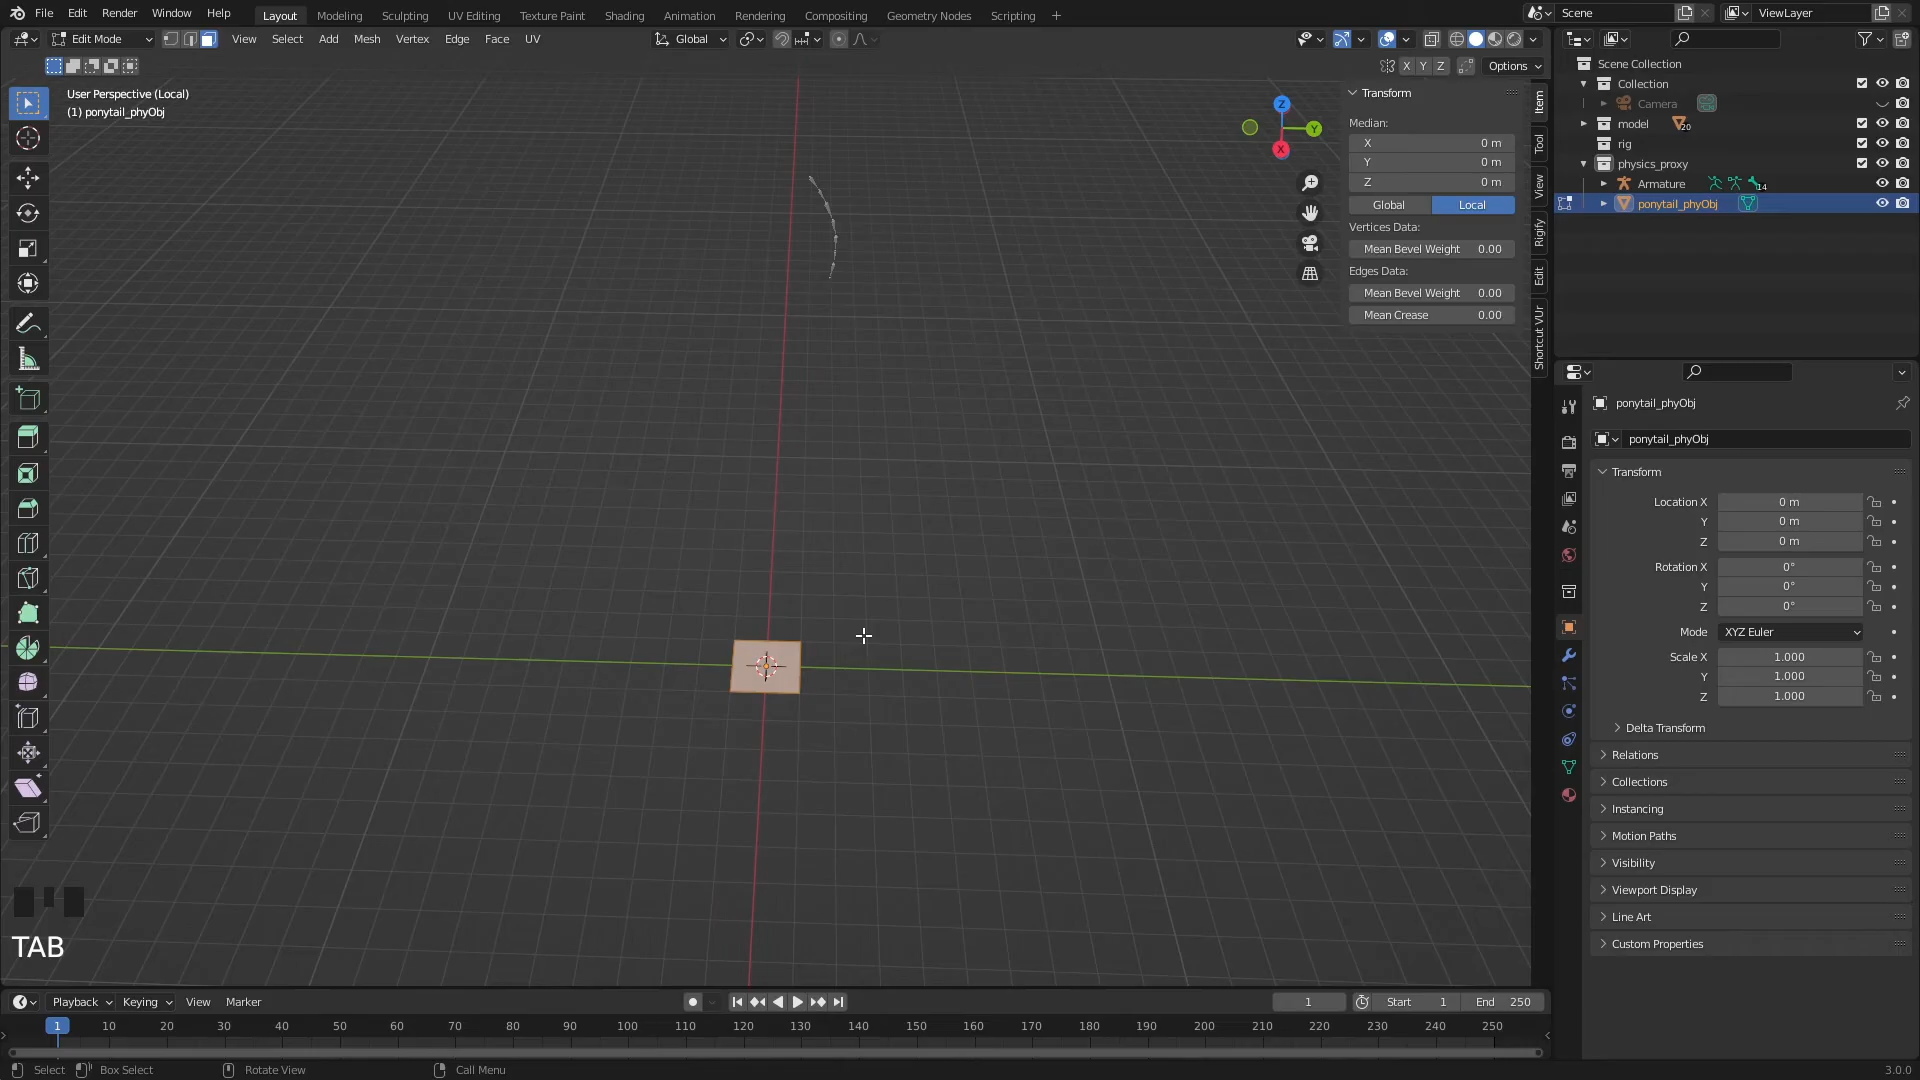 File Edit Render Window Help Layout Modeling Sculpting UV Editing Texture Paint Shading Animation Rendering Compositing Geometry Nodes Scripting + Scene ViewLayer
Edit Mode View Select Add Mesh Vertex Edge Face UV Global
X Y Z Options
User Perspective (Local)
(1) ponytail_phyObj
Z
Y
X
Transform
Median:
X 0 m
Y 0 m
Z 0 m
Global Local
Vertices Data:
Mean Bevel Weight 0.00
Edges Data:
Mean Bevel Weight 0.00
Mean Crease 0.00
Item
Tool
View
Rigify
Edit
Shortcut VUr
Scene Collection
Collection
Camera
model 20
rig
physics_proxy
Armature 14
ponytail_phyObj
ponytail_phyObj
ponytail_phyObj
Transform
Location X 0 m
Y 0 m
Z 0 m
Rotation X 0°
Y 0°
Z 0°
Mode XYZ Euler
Scale X 1.000
Y 1.000
Z 1.000
Delta Transform
Relations
Collections
Instancing
Motion Paths
Visibility
Viewport Display
Line Art
Custom Properties
TAB
Playback Keying View Marker 1 Start 1 End 250
1 10 20 30 40 50 60 70 80 90 100 110 120 130 140 150 160 170 180 190 200 210 220 230 240 250
Select Box Select Rotate View Call Menu 3.0.0